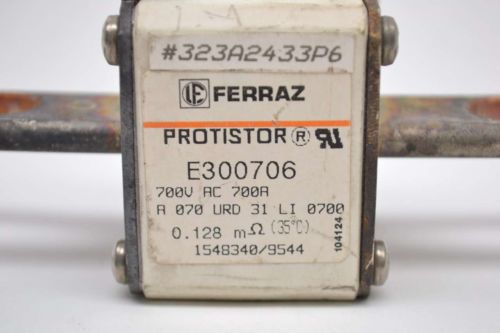 #323A2433P6
FERRAZ
PROTISTOR ®
E300706
700V AC 700A
A 070 URD 31 LI 0700
0.128 mΩ (35°C)
1548340/9544
104124